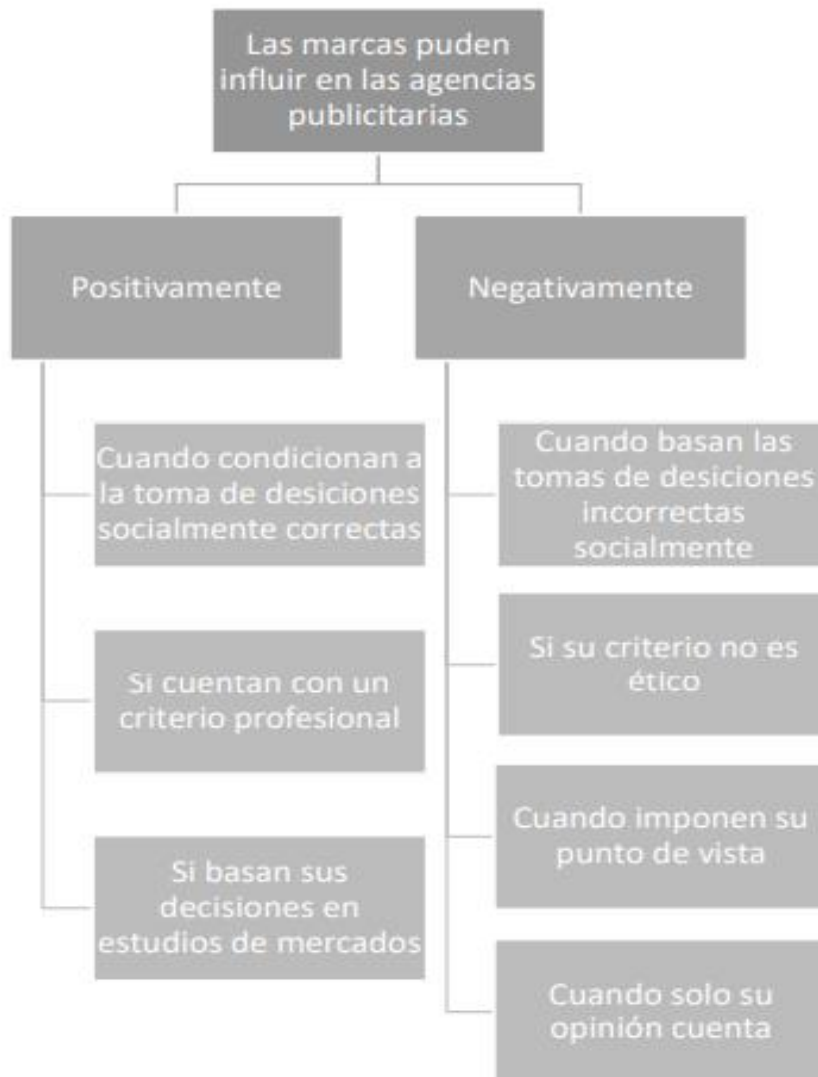 Las marcas puden
influir en las agencias
publicitarias
Positivamente
Negativamente
Cuando condicionan a
la toma de desiciones
socialmente correctas
Si cuentan con un
criterio profesional
Si basan sus
decisiones en
estudios de mercados
Cuando basan las
tomas de desiciones
incorrectas
socialmente
Si su criterio no es
ético
Cuando imponen su
punto de vista
Cuando solo su
opinión cuenta